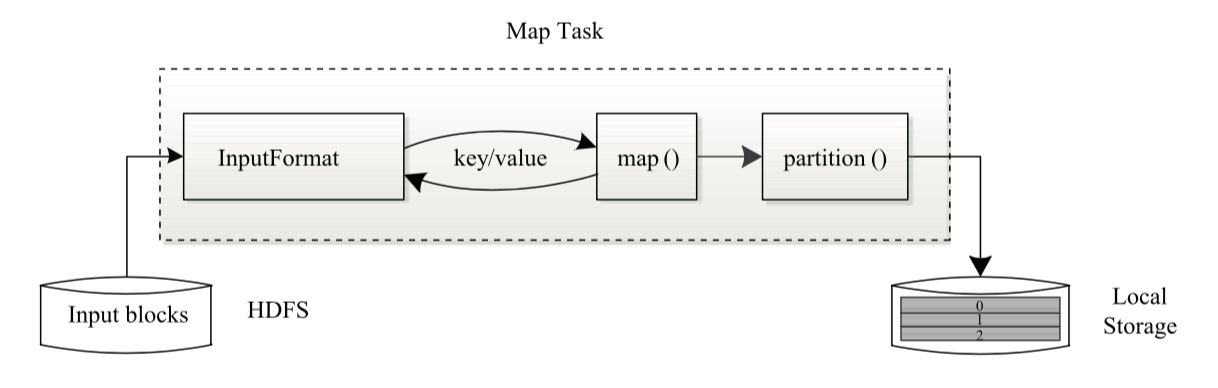 Map Task
InputFormat
key/value
map ()
partition ()
Input blocks
HDFS
0
1
2
Local
Storage